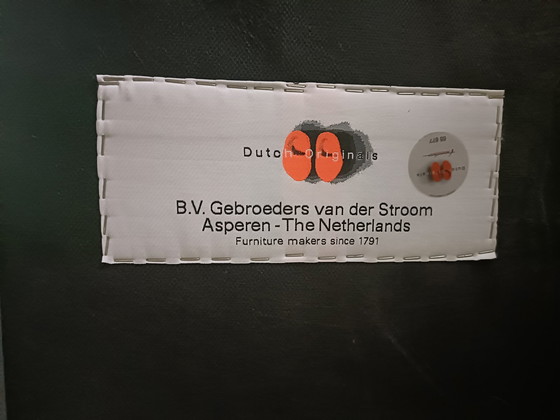 Dutch Originals
B.V. Gebroeders van der Stroom
Asperen - The Netherlands
Furniture makers since 1791